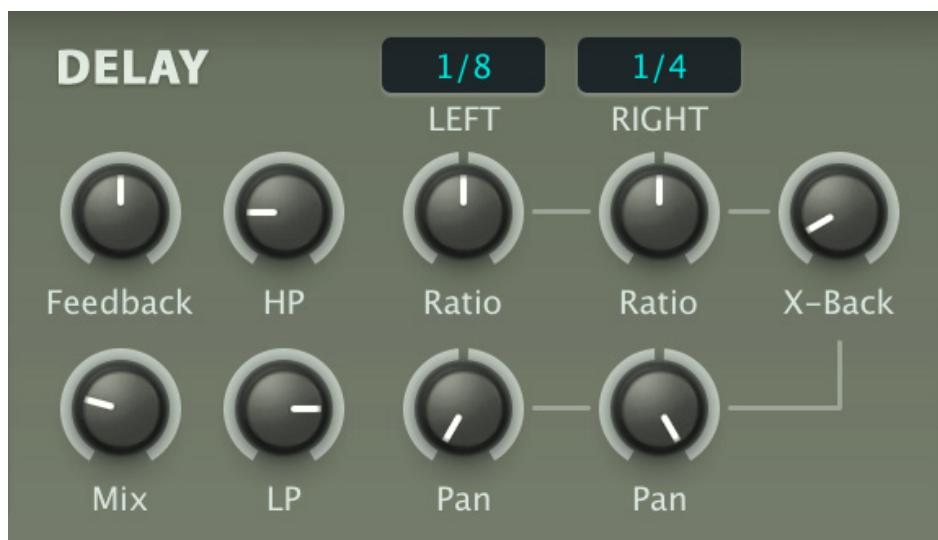 DELAY 1/8 1/4
LEFT RIGHT
Feedback HP Ratio Ratio X-Back
Mix LP Pan Pan